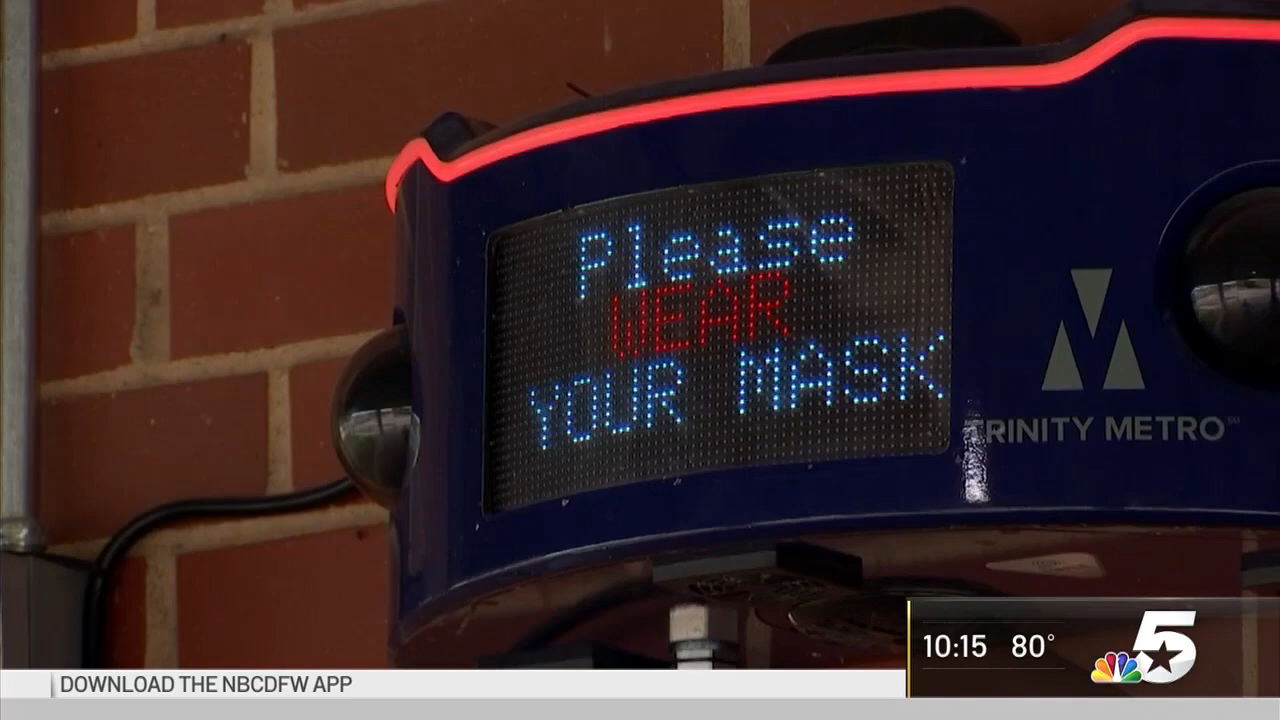 Please
WEAR
YOUR MASK
TRINITY METRO
10:15 80°
5
DOWNLOAD THE NBCDFW APP